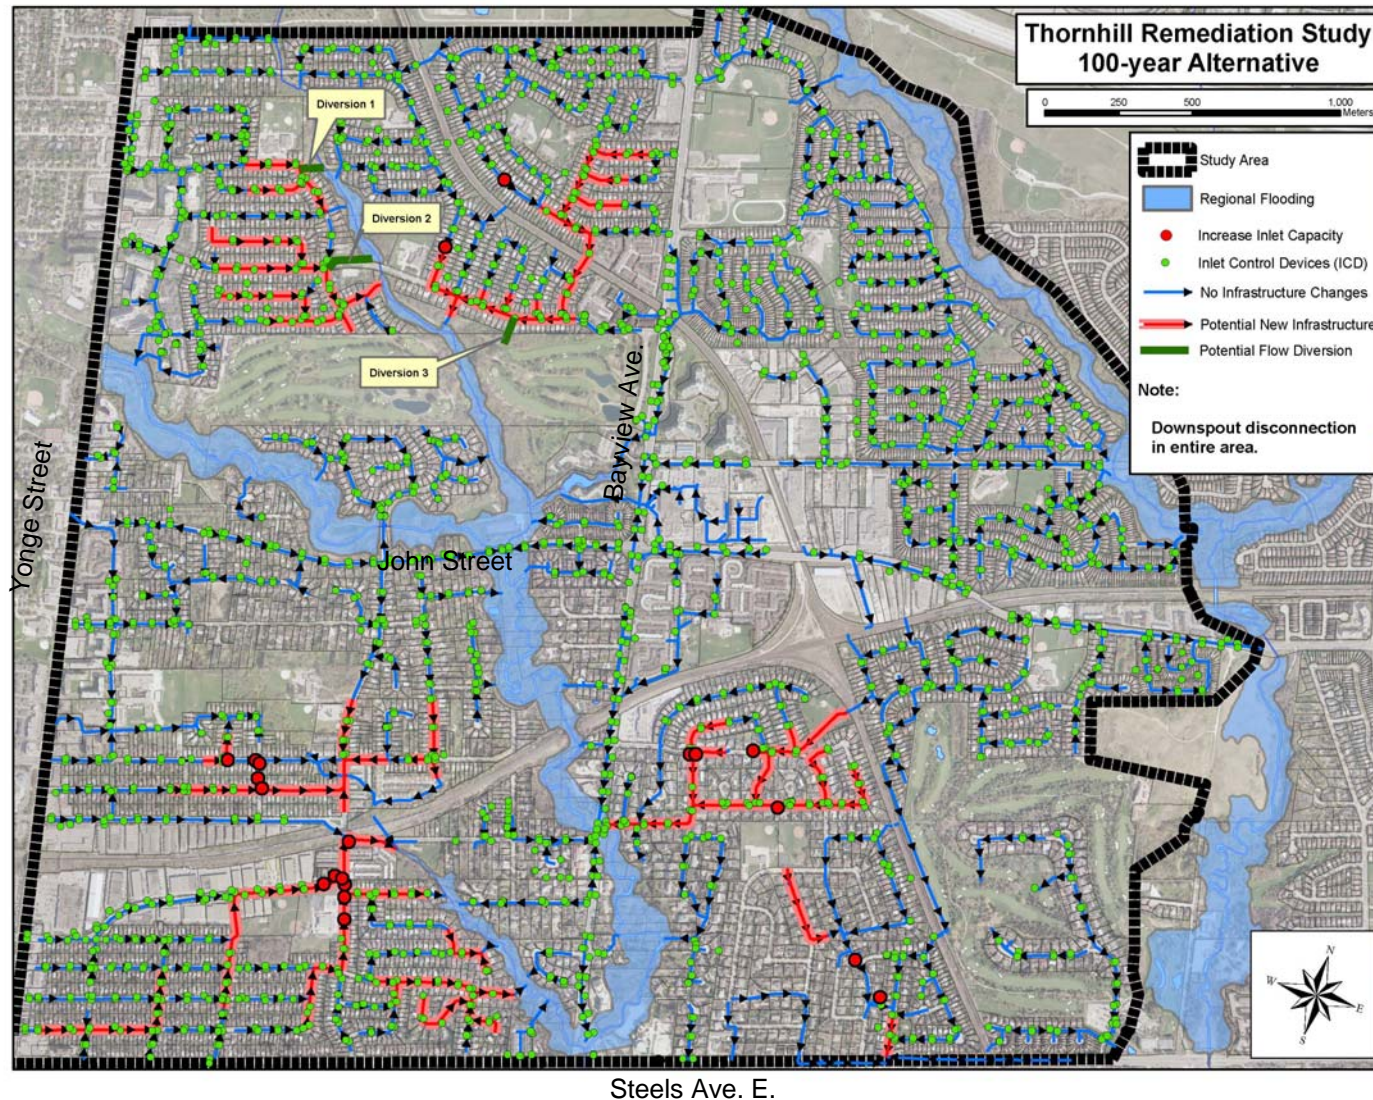 Thornhill Remediation Study
100-year Alternative
0 250 500 1,000
Meters
Study Area
Regional Flooding
Increase Inlet Capacity
Inlet Control Devices (ICD)
No Infrastructure Changes
Potential New Infrastructure
Potential Flow Diversion
Note:
Downspout disconnection
in entire area.
Diversion 1
Diversion 2
Diversion 3
Bayview Ave.
Yonge Street
John Street
N
W
E
S
Steels Ave. E.